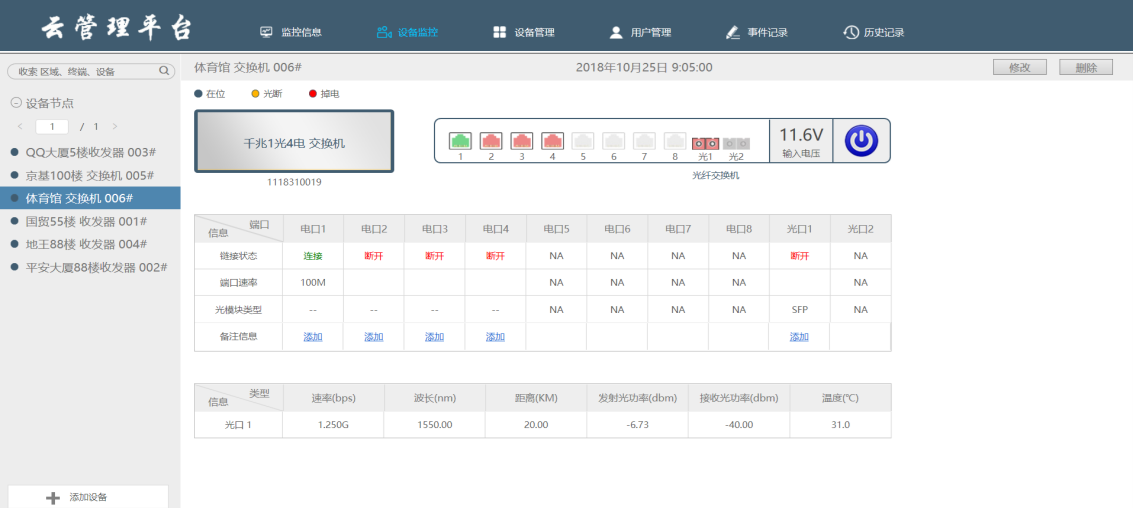 云管理平台 监控信息 设备监控 设备管理 用户管理 事件记录 历史记录
收索 区域、终端、设备
体育馆 交换机 006# 2018年10月25日 9:05:00 修改 删除
在位 光断 掉电
设备节点
< 1 / 1 >
QQ大厦5楼收发器 003#
京基100楼 交换机 005#
体育馆 交换机 006#
国贸55楼 收发器 001#
地王88楼 收发器 004#
平安大厦88楼收发器 002#
添加设备
千兆1光4电 交换机
1118310019
1 2 3 4 5 6 7 8 光1 光2
11.6V
输入电压
光纤交换机
信息 端口 电口1 电口2 电口3 电口4 电口5 电口6 电口7 电口8 光口1 光口2
链接状态 连接 断开 断开 断开 NA NA NA NA 断开 NA
端口速率 100M NA NA NA NA NA
光模块类型 -- -- -- -- NA NA NA NA SFP NA
备注信息 添加 添加 添加 添加 添加
信息 类型 速率(bps) 波长(nm) 距离(KM) 发射光功率(dbm) 接收光功率(dbm) 温度(℃)
光口 1 1.250G 1550.00 20.00 -6.73 -40.00 31.0